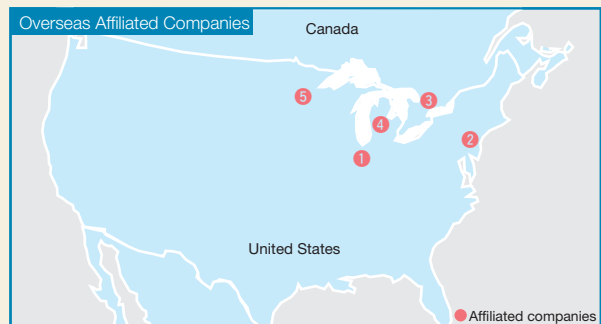 Overseas Affiliated Companies
Canada
5
3
4
2
1
United States
Affiliated companies